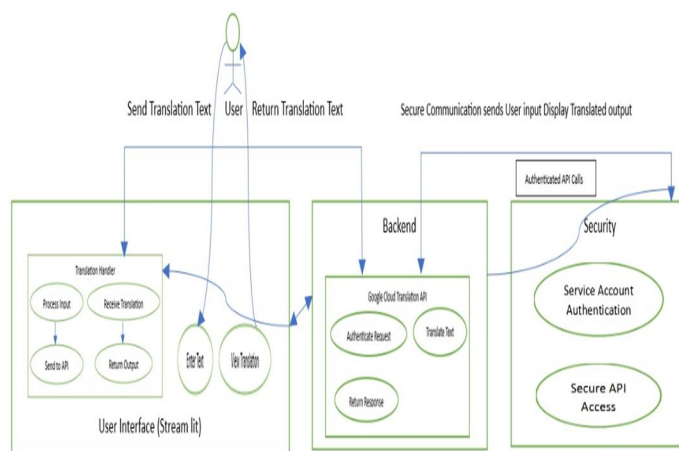 Send Translation Text
User
Return Translation Text
Secure Communication sends User input Display Translated output
Authenticated API Calls
Backend
Security
Translation Handler
Process Input
Receive Translation
Send to API
Return Output
Enter Text
View Translation
User Interface (Stream lit)
Google Cloud Translation API
Authenticate Request
Translate Text
Return Response
Service Account
Authentication
Secure API
Access